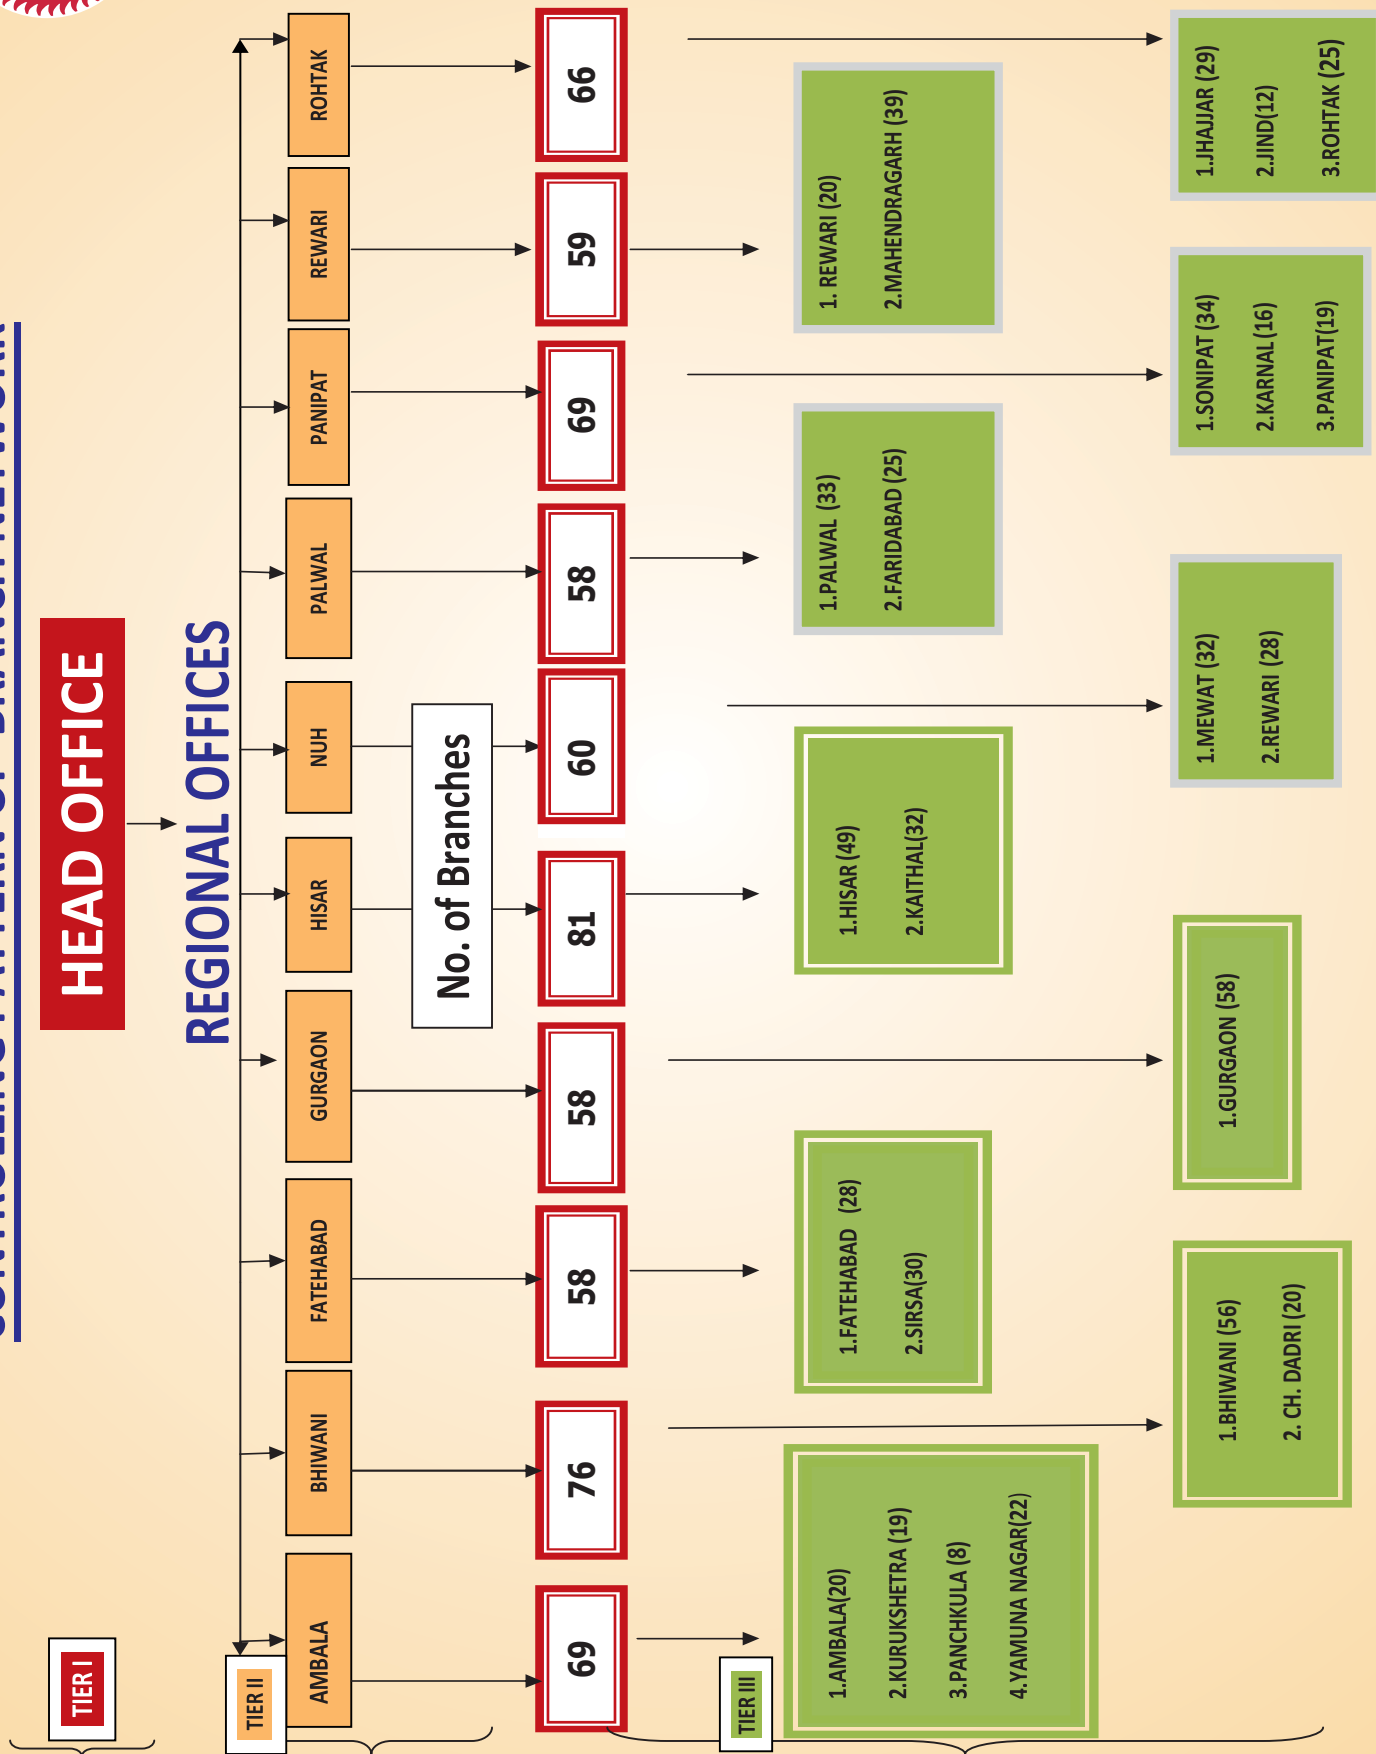 HEAD OFFICE
TIER I
REGIONAL OFFICES
TIER II
AMBALA
BHIWANI
FATEHABAD
GURGAON
HISAR
NUH
PALWAL
PANIPAT
REWARI
ROHTAK
No. of Branches
69
76
58
58
81
60
58
69
59
66
TIER III
1.AMBALA(20)
2.KURUKSHETRA (19)
3.PANCHKULA (8)
4.YAMUNA NAGAR(22)
1.FATEHABAD (28)
2.SIRSA(30)
1.HISAR (49)
2.KAITHAL(32)
1.PALWAL (33)
2.FARIDABAD (25)
1. REWARI (20)
2.MAHENDRAGARH (39)
1.BHIWANI (56)
2. CH. DADRI (20)
1.GURGAON (58)
1.MEWAT (32)
2.REWARI (28)
1.SONIPAT (34)
2.KARNAL (16)
3.PANIPAT(19)
1.JHAJJAR (29)
2.JIND(12)
3.ROHTAK (25)